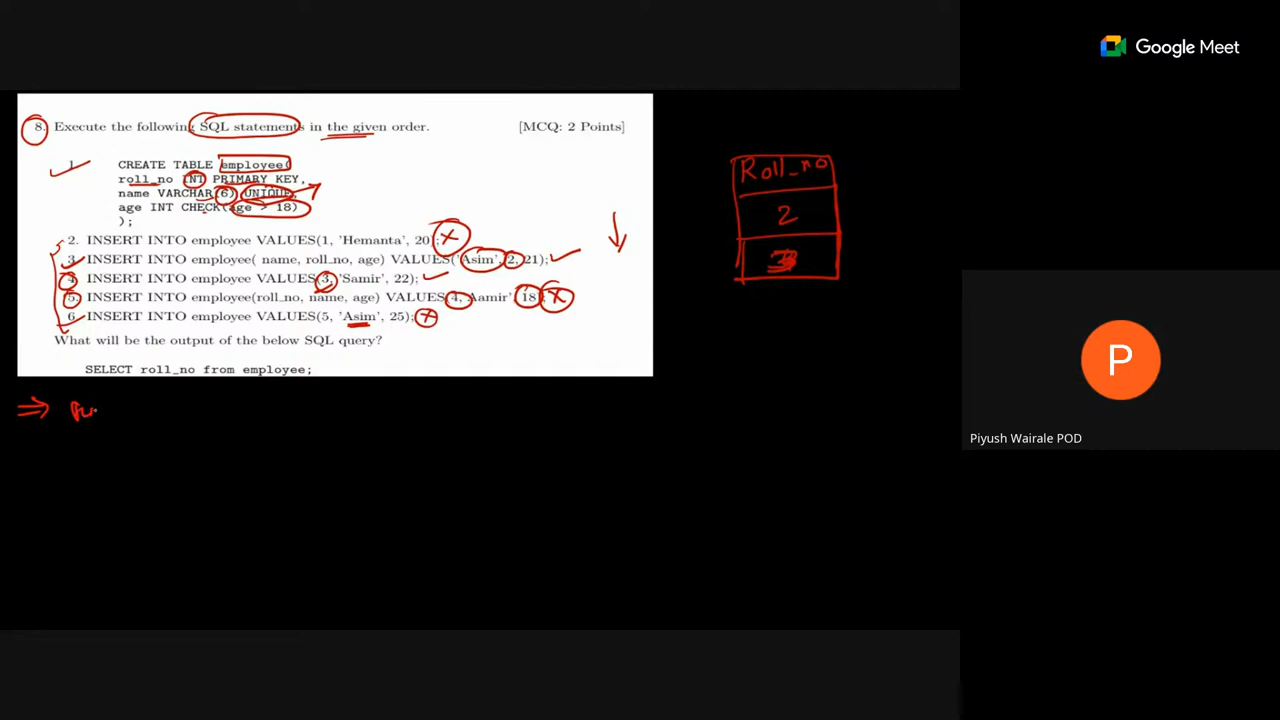 Google Meet
8. Execute the following SQL statements in the given order. [MCQ: 2 Points]
1. CREATE TABLE employee(
roll_no INT PRIMARY KEY,
name VARCHAR(6) UNIQUE,
age INT CHECK(age > 18)
);
2. INSERT INTO employee VALUES(1, 'Hemanta', 20);
3. INSERT INTO employee( name, roll_no, age) VALUES('Asim', 2, 21);
4. INSERT INTO employee VALUES(3, 'Samir', 22);
5. INSERT INTO employee(roll_no, name, age) VALUES(4, 'Aamir', 18);
6. INSERT INTO employee VALUES(5, 'Asim', 25);
What will be the output of the below SQL query?
SELECT roll_no from employee;
Roll_no
2
3
P
Piyush Wairale POD